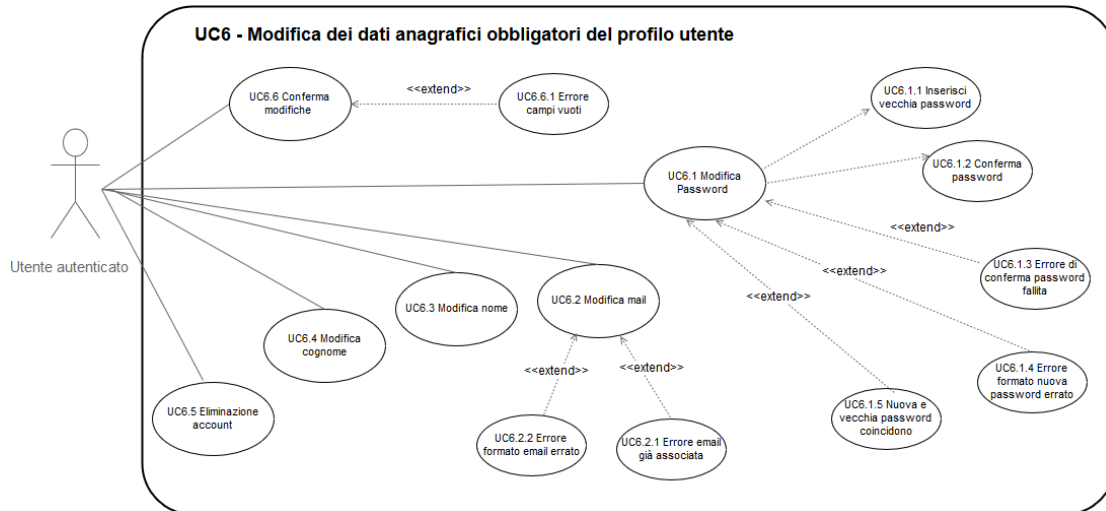 UC6 - Modifica dei dati anagrafici obbligatori del profilo utente
UC6.6 Conferma
modifiche
<<extend>>
UC6.6.1 Errore
campi vuoti
<<extend>>
UC6.1.1 Inserisci
vecchia password
UC6.1 Modifica
Password
UC6.1.2 Conferma
password
Utente autenticato
<<extend>>
UC6.1.3 Errore di
conferma password
fallita
<<extend>>
<<extend>>
UC6.3 Modifica nome
UC6.2 Modifica mail
UC6.4 Modifica
cognome
<<extend>>
<<extend>>
UC6.1.4 Errore
formato nuova
password errato
UC6.5 Eliminazione
account
UC6.1.5 Nuova e
vecchia password
coincidono
UC6.2.2 Errore
formato email errato
UC6.2.1 Errore email
già associata